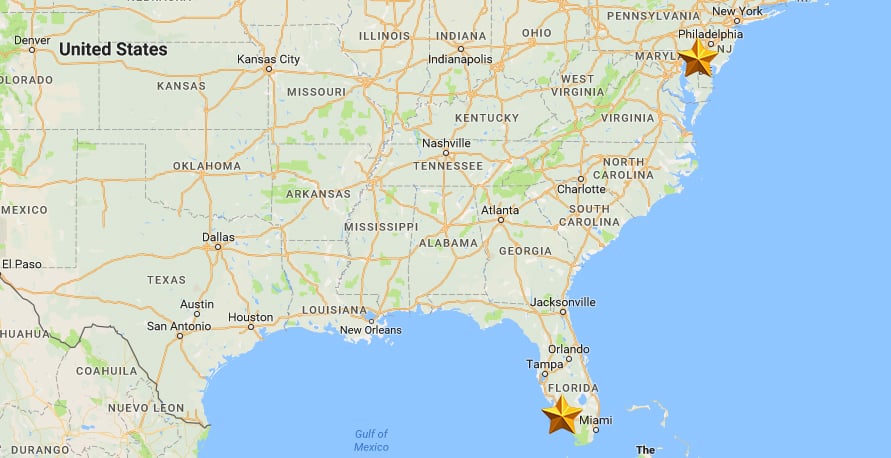 New York
PENNSYLVANIA
Philadelphia
NJ
MARYL
Denver
United States
COLORADO
ILLINOIS
INDIANA
OHIO
Indianapolis
Kansas City
KANSAS
MISSOURI
WEST
VIRGINIA
KENTUCKY
VIRGINIA
Nashville
TENNESSEE
OKLAHOMA
NORTH
CAROLINA
Charlotte
ARKANSAS
MEXICO
Atlanta
SOUTH
CAROLINA
MISSISSIPPI
Dallas
ALABAMA
GEORGIA
El Paso
TEXAS
Austin
Jacksonville
LOUISIANA
Houston
San Antonio
New Orleans
HUAHUA
Orlando
Tampa
COAHUILA
FLORIDA
NUEVO LEON
Miami
Gulf of
Mexico
DURANGO
The